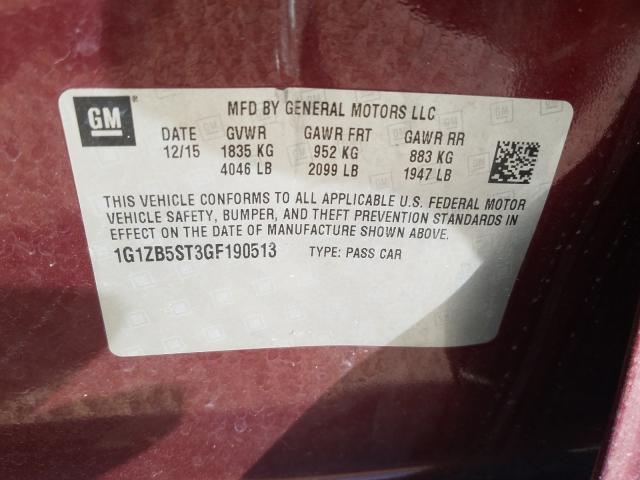 GM
MFD BY GENERAL MOTORS LLC
DATE GVWR GAWR FRT GAWR RR
12/15 1835 KG 952 KG 883 KG
4046 LB 2099 LB 1947 LB
THIS VEHICLE CONFORMS TO ALL APPLICABLE U.S. FEDERAL MOTOR
VEHICLE SAFETY, BUMPER, AND THEFT PREVENTION STANDARDS IN
EFFECT ON THE DATE OF MANUFACTURE SHOWN ABOVE.
1G1ZB5ST3GF190513 TYPE: PASS CAR